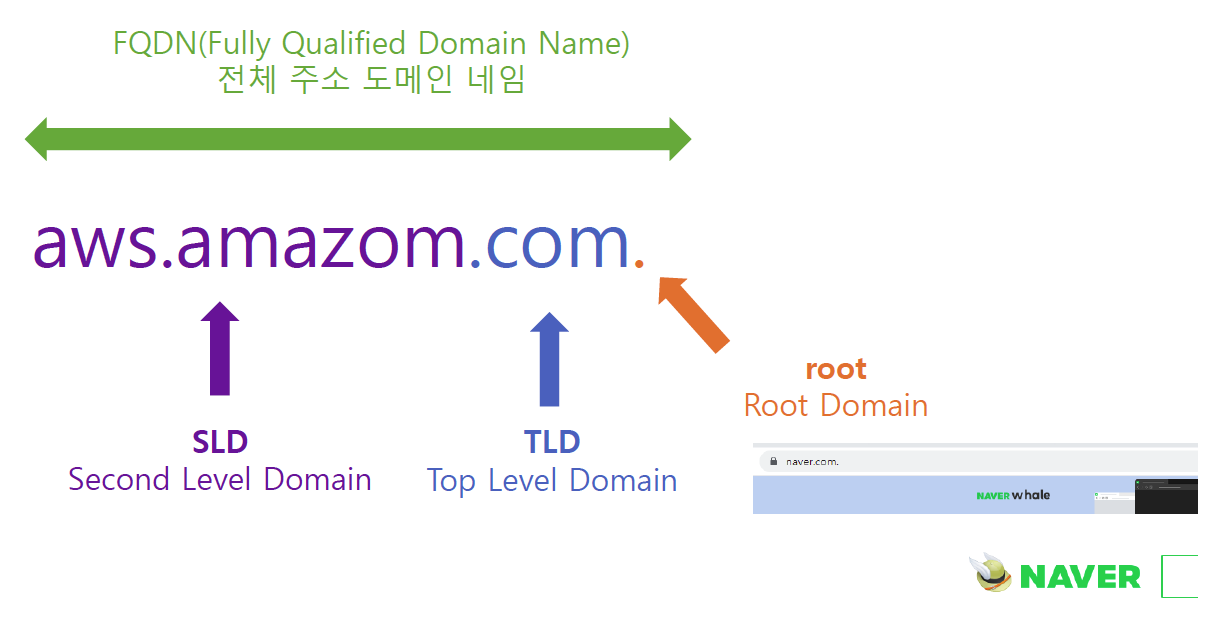 FQDN(Fully Qualified Domain Name)
전체 주소 도메인 네임
aws.amazom.com.
root
Root Domain
SLD
Second Level Domain
TLD
Top Level Domain
naver.com.
NAVER whale
NAVER